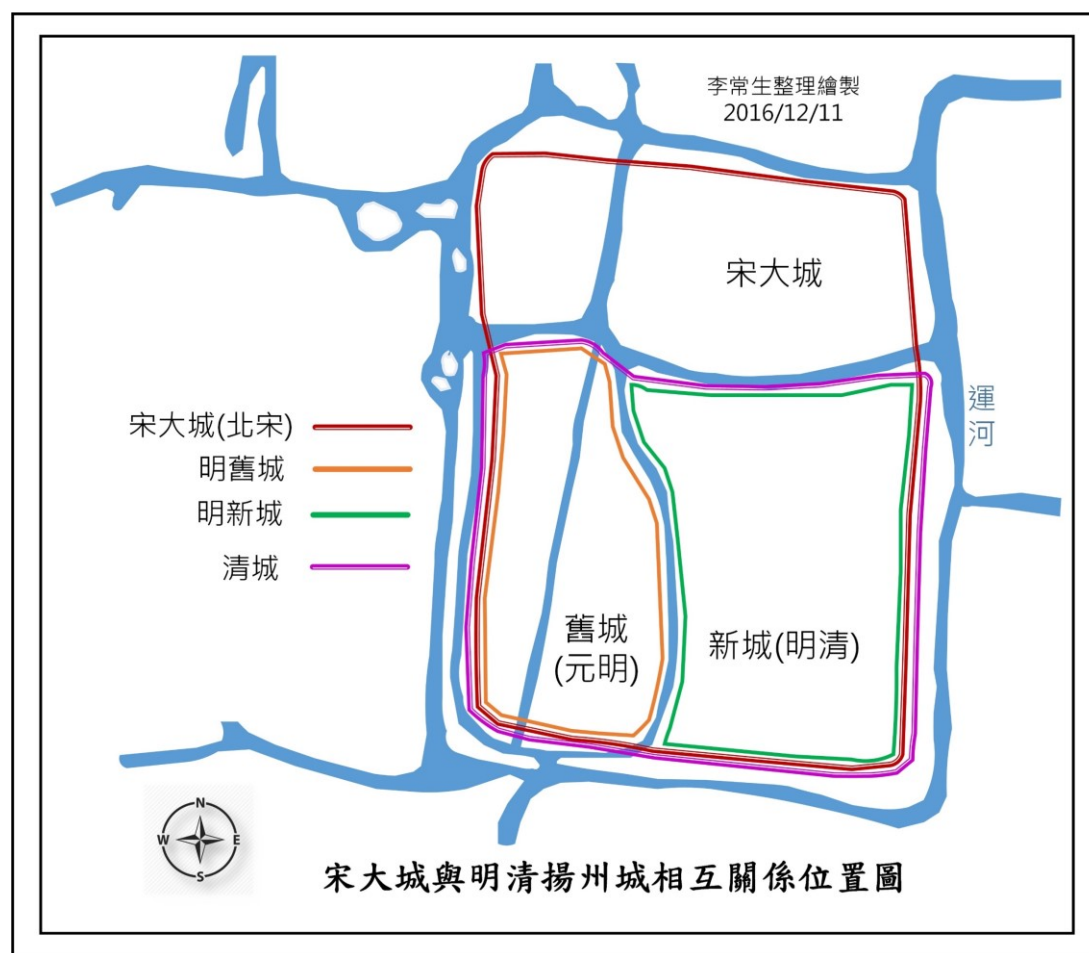 李常生整理繪製
2016/12/11
宋大城
運
河
宋大城(北宋)
明舊城
明新城
清城
舊城
(元明)
新城(明清)
N
W
E
S
宋大城與明清揚州城相互關係位置圖